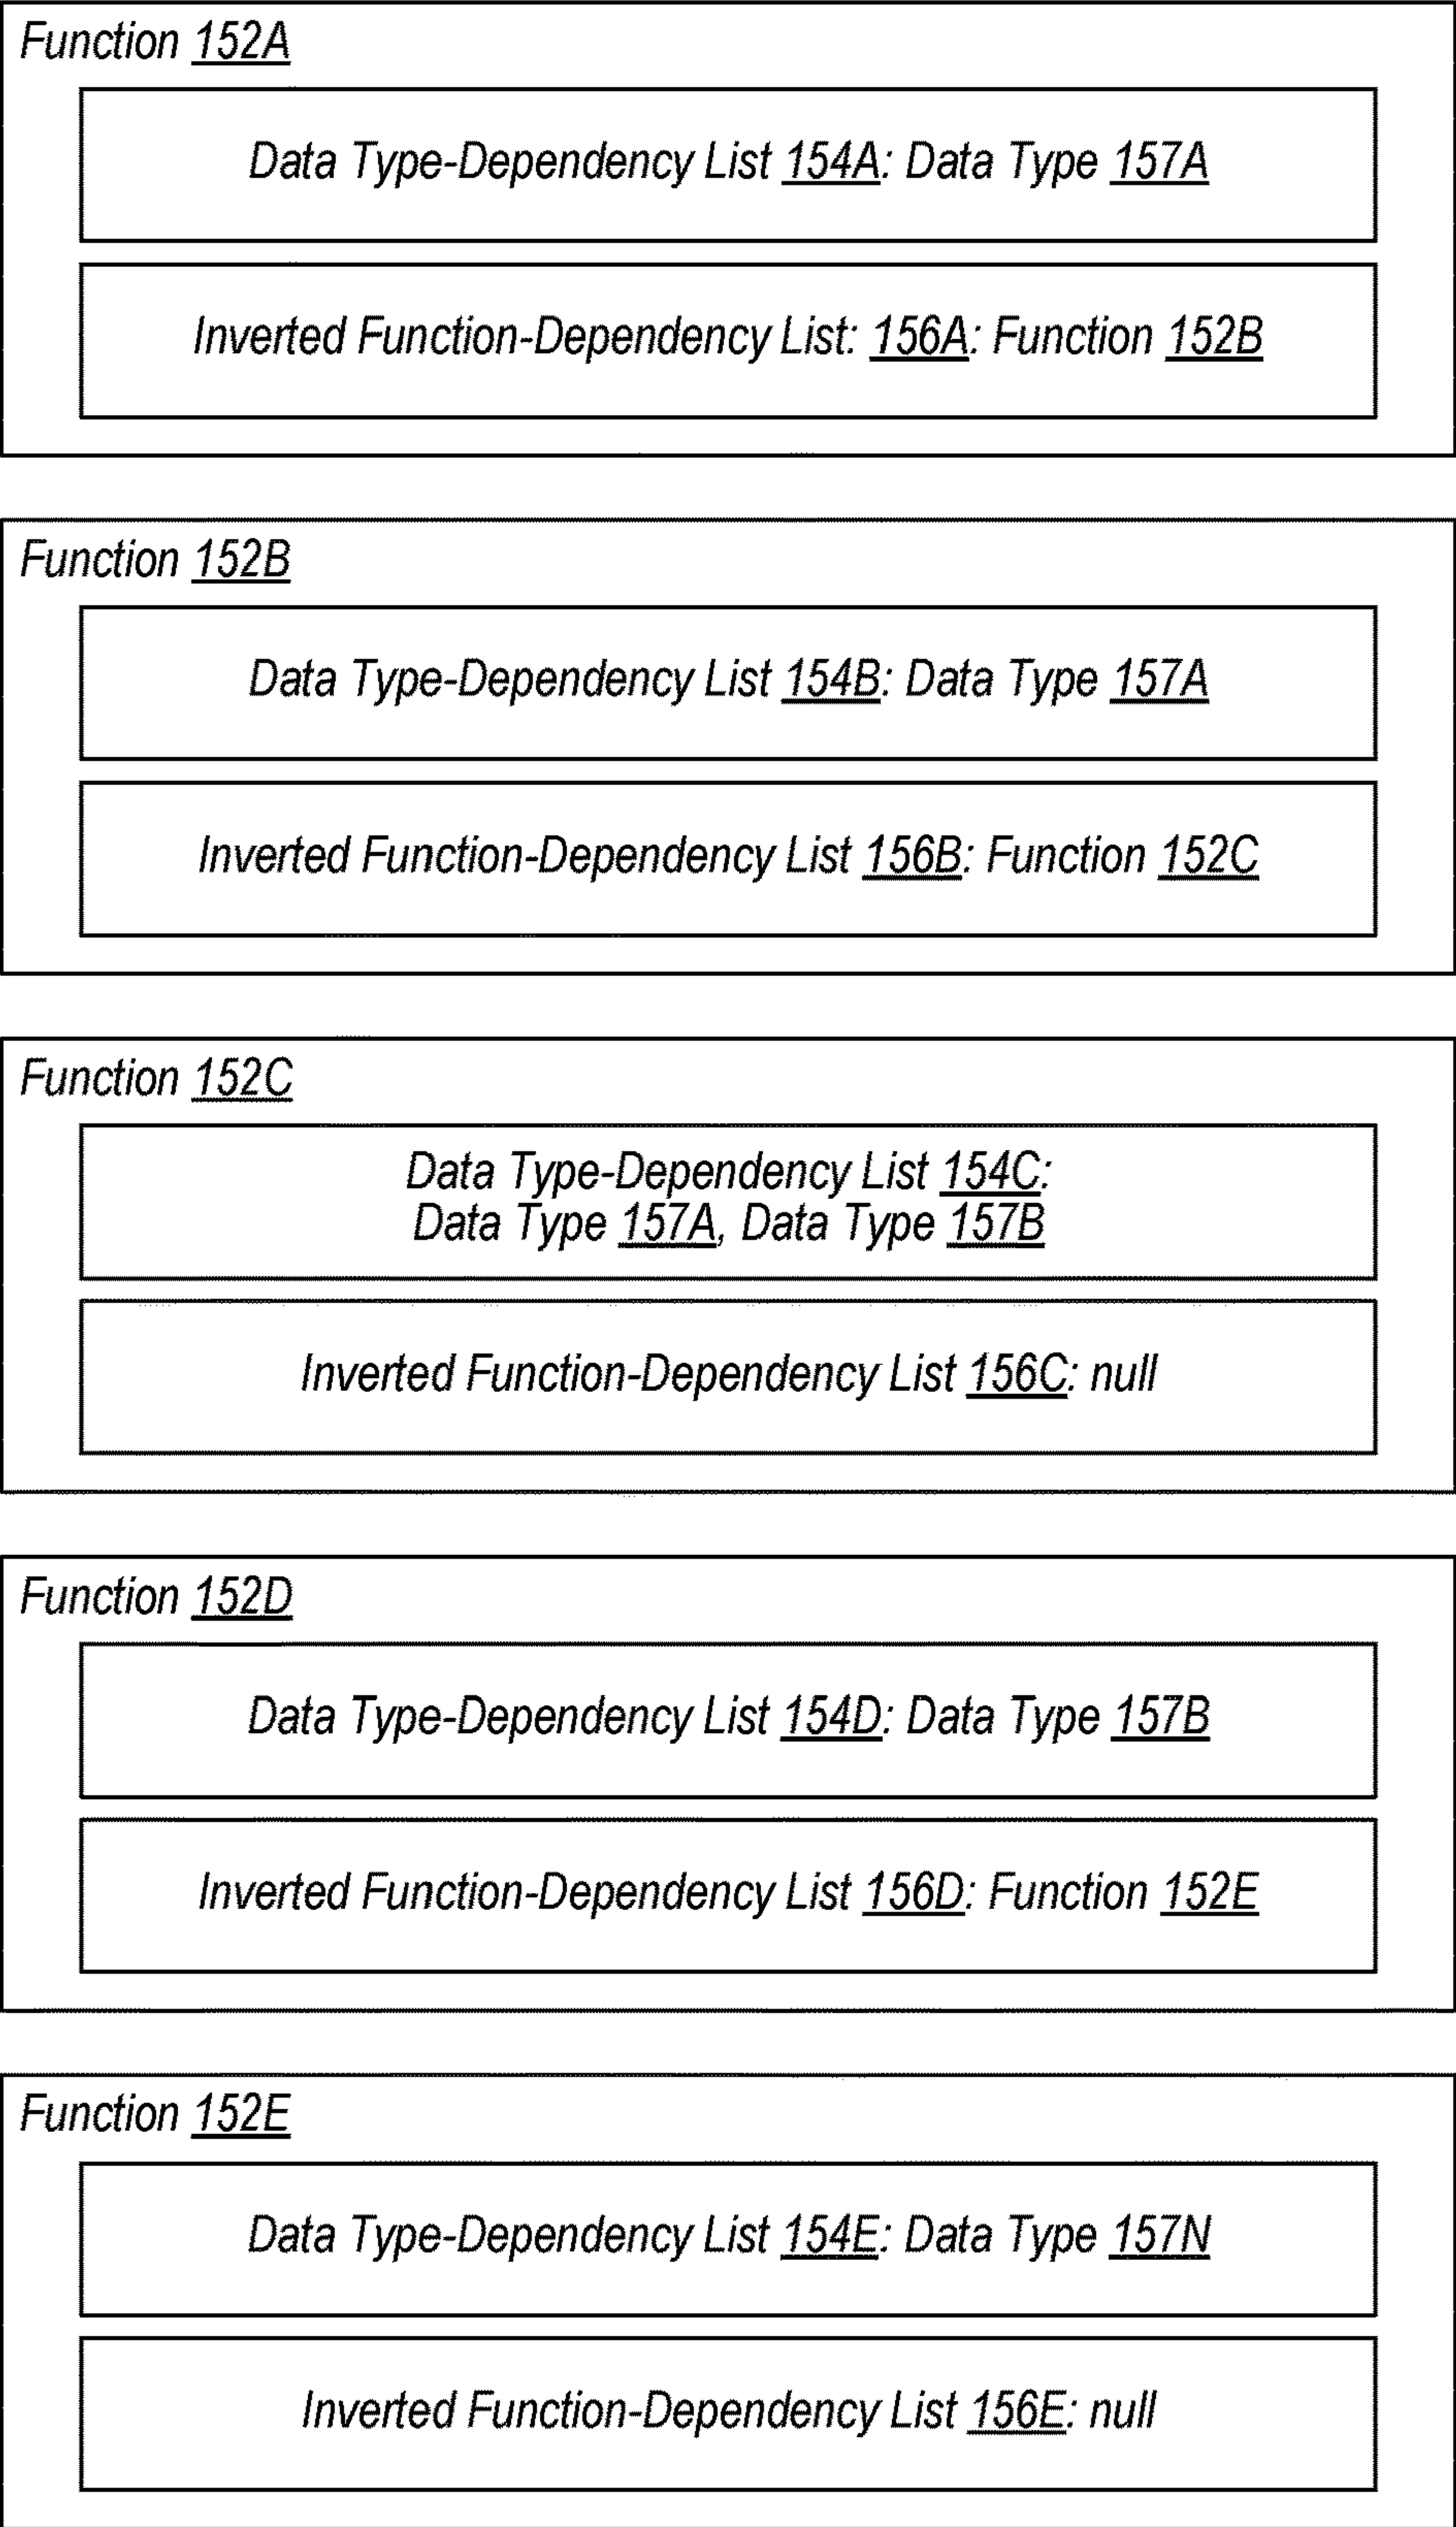 Function 152A
Data Type-Dependency List 154A: Data Type 157A
Inverted Function-Dependency List: 156A: Function 152B
Function 152B
Data Type-Dependency List 154B: Data Type 157A
Inverted Function-Dependency List 156B: Function 152C
Function 152C
Data Type-Dependency List 154C:
Data Type 157A, Data Type 157B
Inverted Function-Dependency List 156C: null
Function 152D
Data Type-Dependency List 154D: Data Type 157B
Inverted Function-Dependency List 156D: Function 152E
Function 152E
Data Type-Dependency List 154E: Data Type 157N
Inverted Function-Dependency List 156E: null